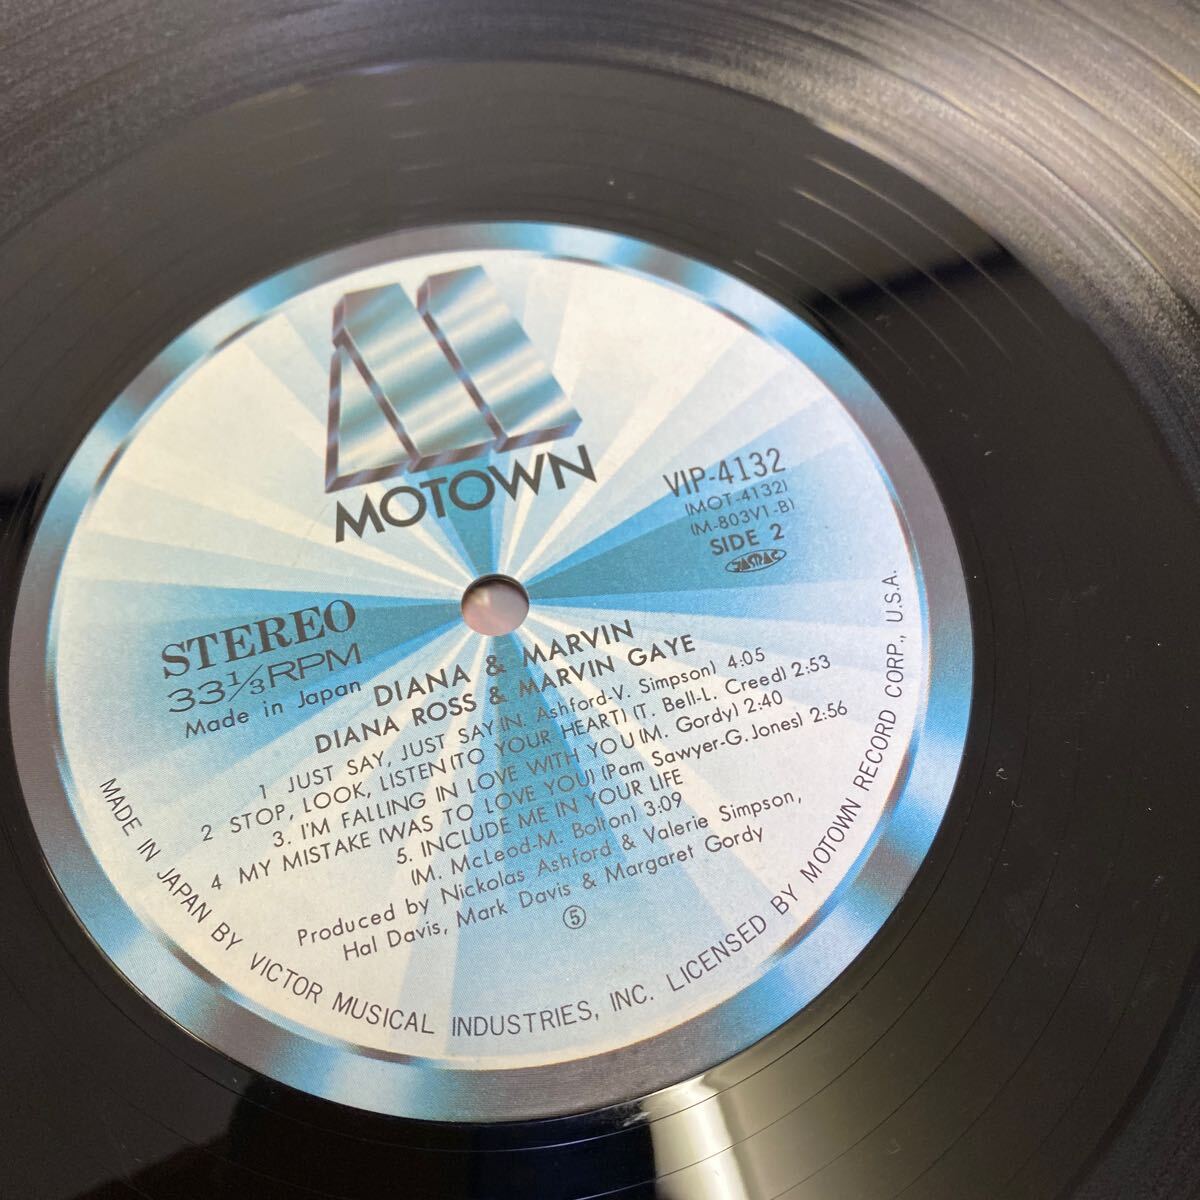 MOTOWN
VIP-4132
(MOT-4132)
(M-803V1-B)
SIDE 2
JASRAC
STEREO
33 1/3 RPM
Made in Japan
DIANA & MARVIN
DIANA ROSS & MARVIN GAYE
1 JUST SAY, JUST SAY(N. Ashford-V. Simpson) 4:05
2 STOP, LOOK, LISTEN(TO YOUR HEART)(T. Bell-L. Creed) 2:53
3. I'M FALLING IN LOVE WITH YOU(M. Gordy) 2:40
4 MY MISTAKE (WAS TO LOVE YOU) (Pam Sawyer-G. Jones) 2:56
5. INCLUDE ME IN YOUR LIFE
(M. McLeod-M. Bolton) 3:09
Produced by Nickolas Ashford & Valerie Simpson,
Hal Davis, Mark Davis & Margaret Gordy
⑤
MADE IN JAPAN BY VICTOR MUSICAL INDUSTRIES, INC. LICENSED BY MOTOWN RECORD CORP., U.S.A.